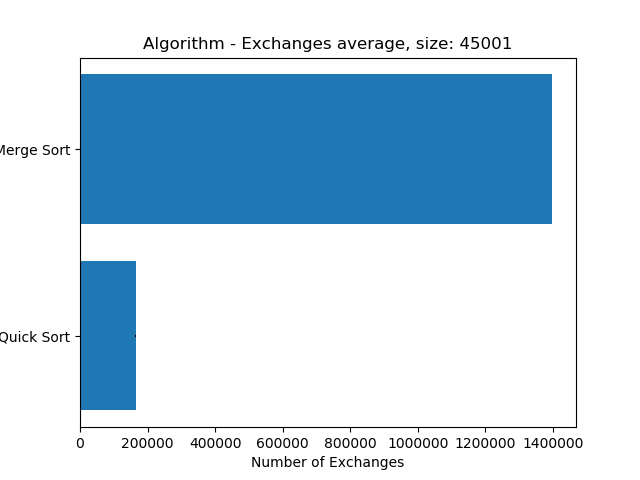 Algorithm - Exchanges average, size: 45001
Merge Sort
Quick Sort
0 200000 400000 600000 800000 1000000 1200000 1400000
Number of Exchanges